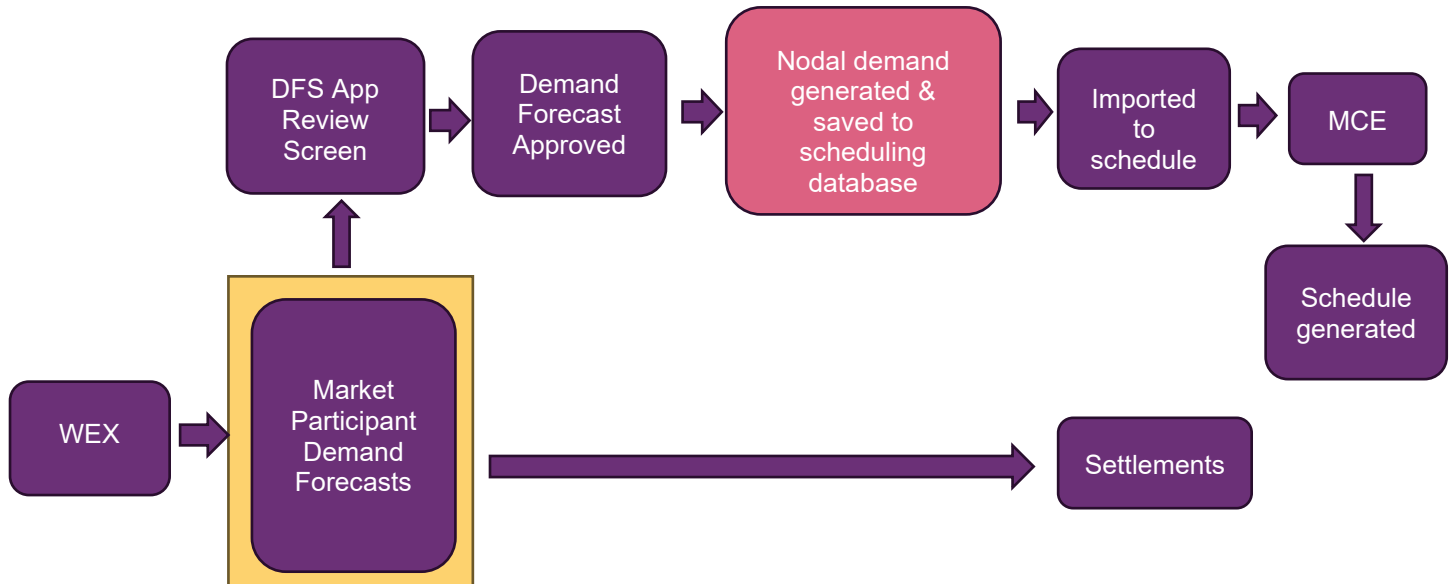 DFS App
Review
Screen
Demand
Forecast
Approved
Nodal demand
generated &
saved to
scheduling
database
Imported
to
schedule
MCE
Schedule
generated
WEX
Market
Participant
Demand
Forecasts
Settlements